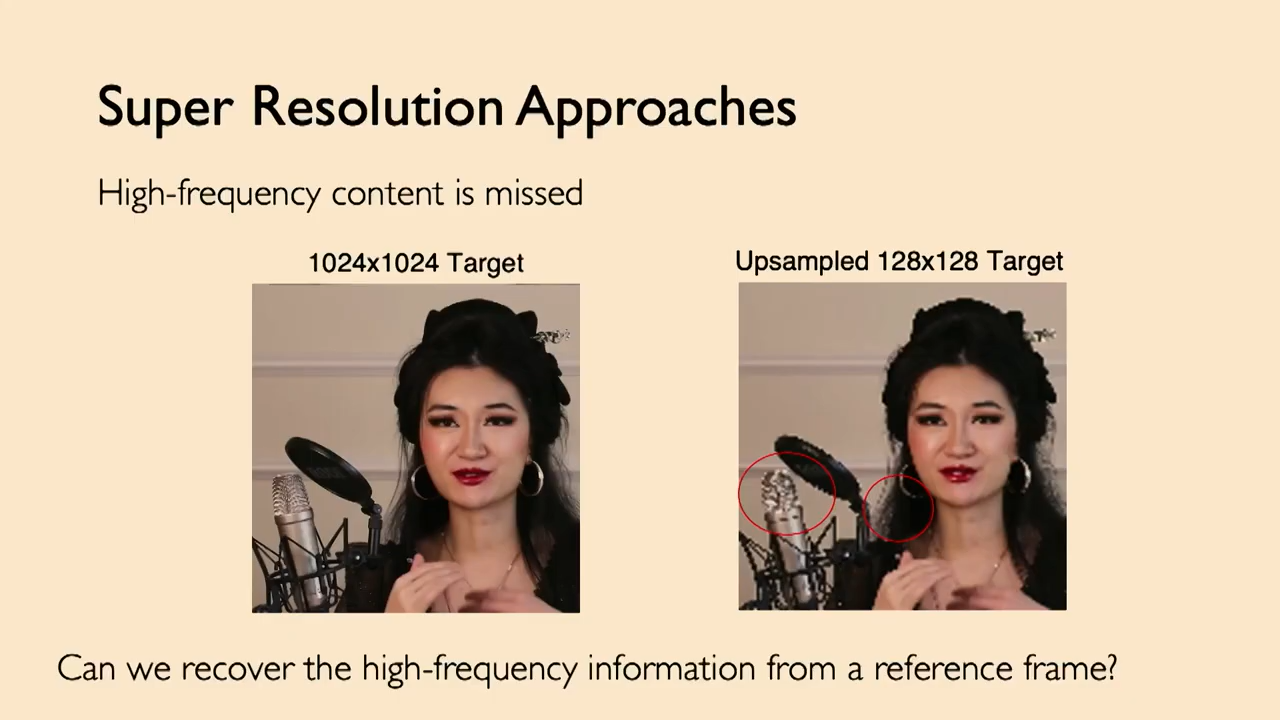 Super Resolution Approaches
High-frequency content is missed
1024x1024 Target
Upsampled 128x128 Target
Can we recover the high-frequency information from a reference frame?